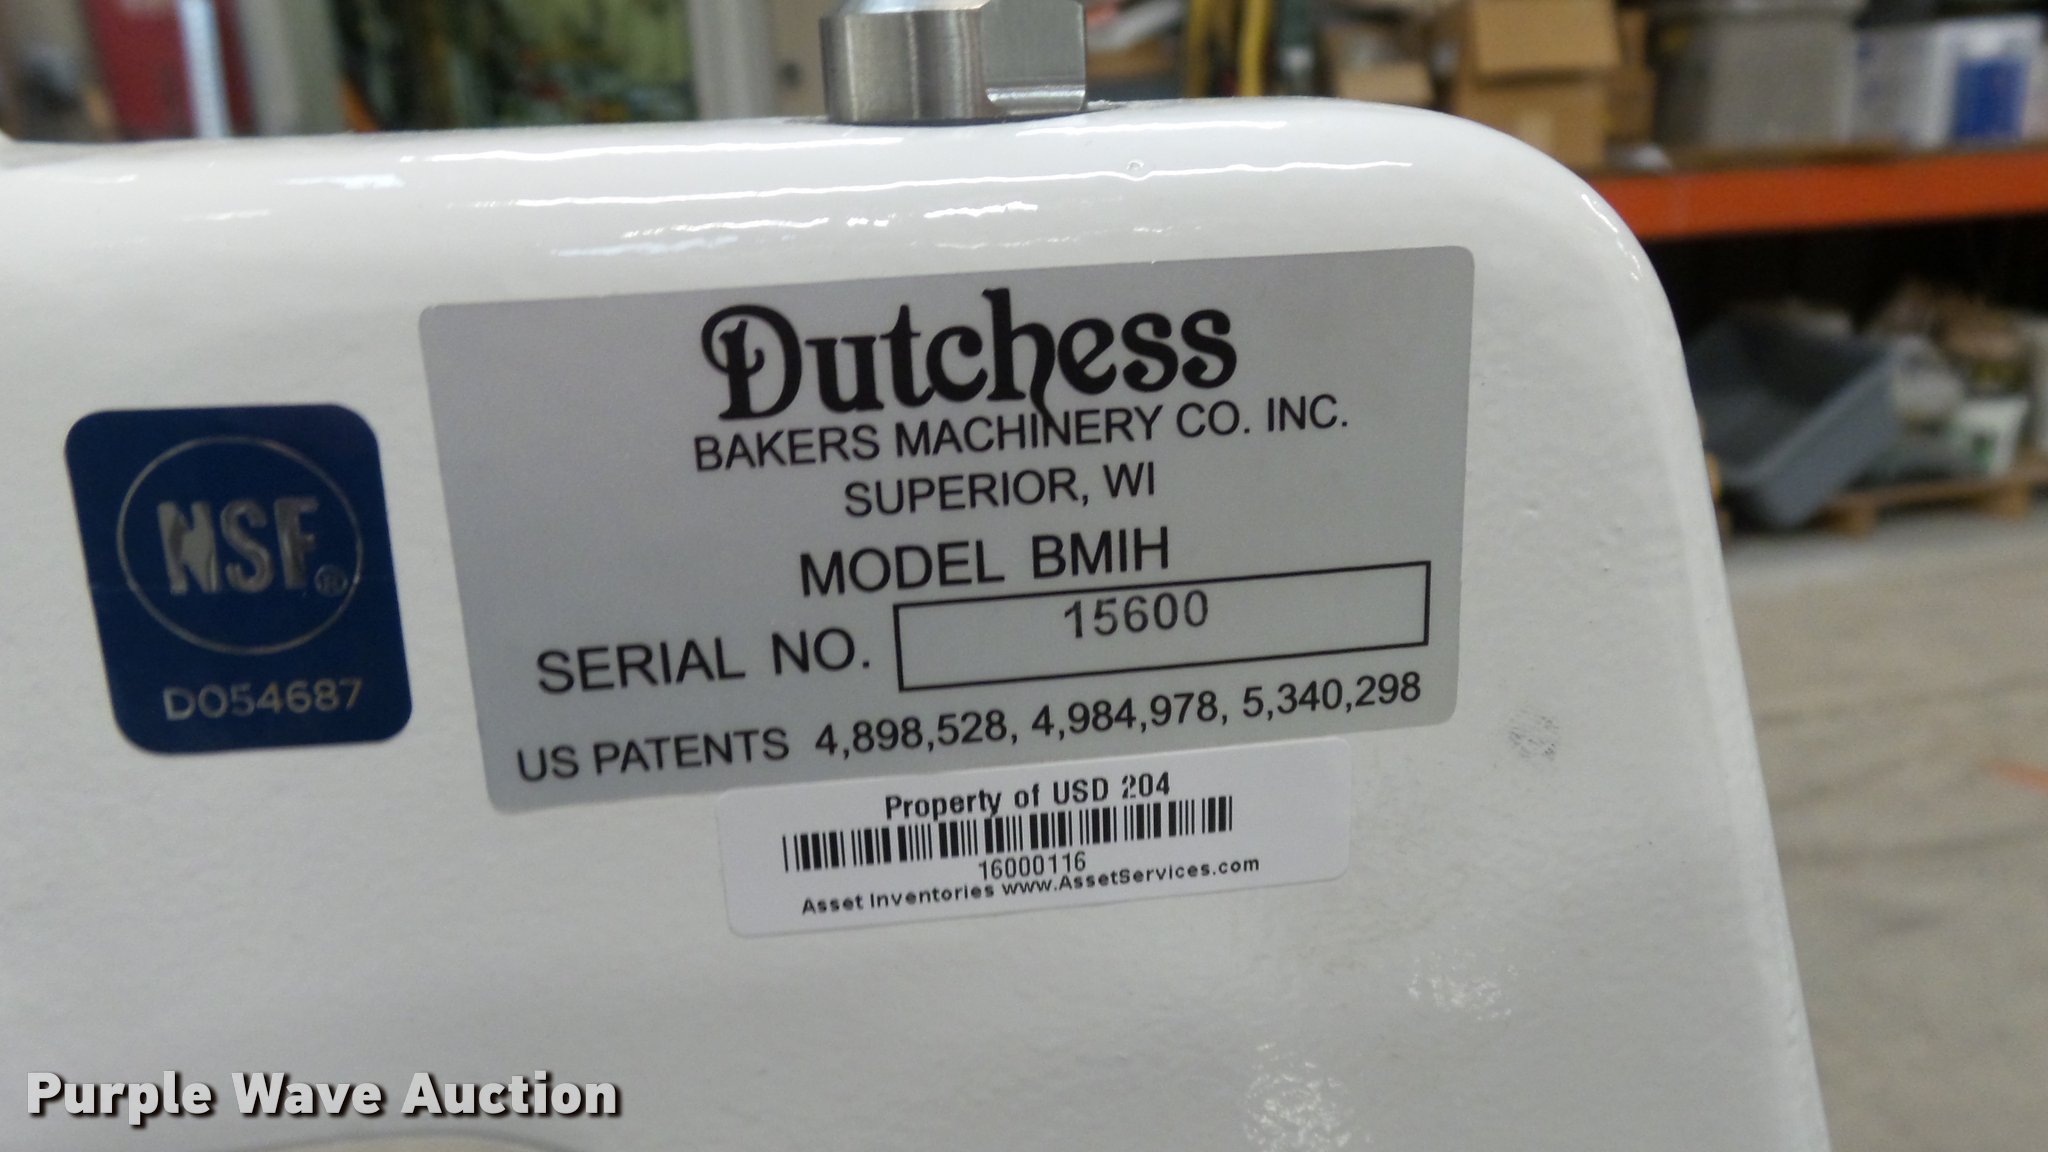 Dutchess
BAKERS MACHINERY CO. INC.
SUPERIOR, WI
MODEL BMIH
SERIAL NO. 15600
US PATENTS 4,898,528, 4,984,978, 5,340,298
NSF®
DO54687
Property of USD 204
16000116
Asset Inventories www.AssetServices.com
Purple Wave Auction